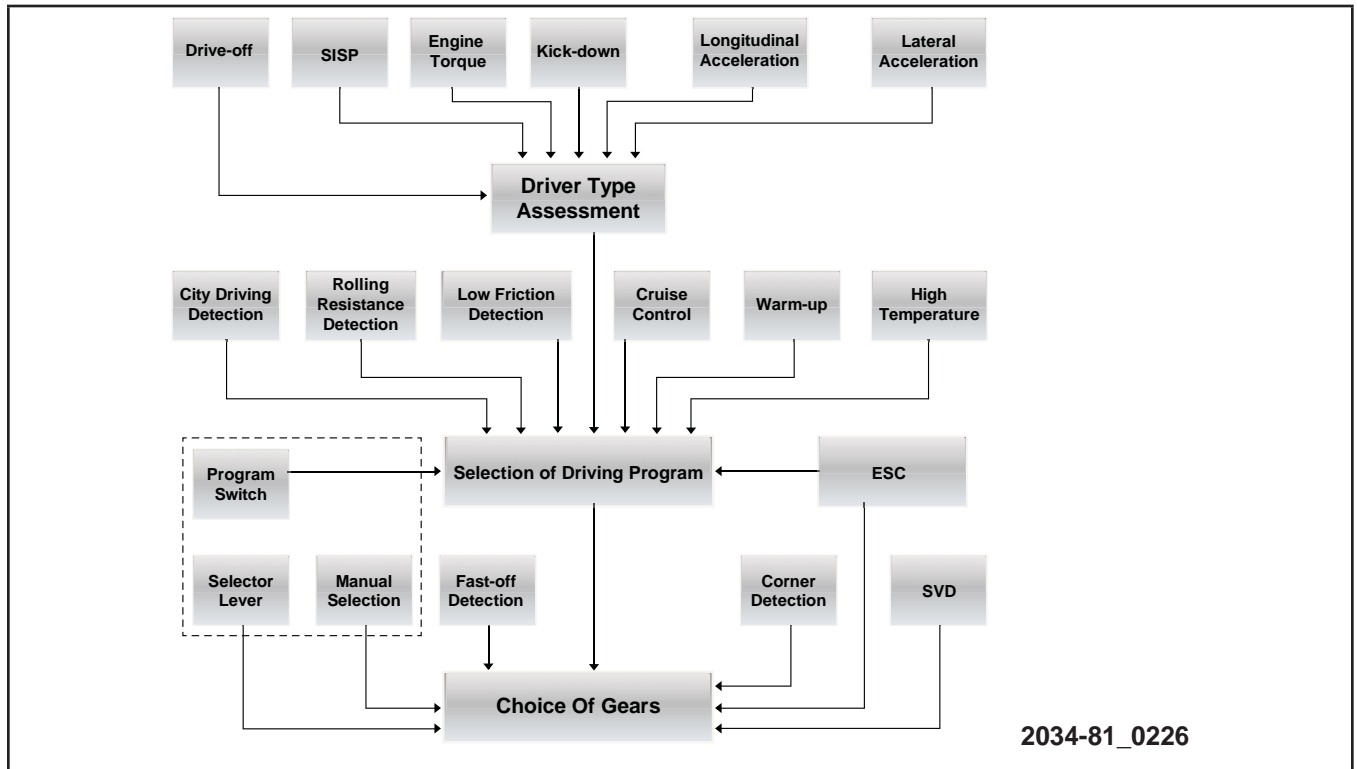 Drive-off
SISP
Engine
Torque
Kick-down
Longitudinal
Acceleration
Lateral
Acceleration
Driver Type
Assessment
City Driving
Detection
Rolling
Resistance
Detection
Low Friction
Detection
Cruise
Control
Warm-up
High
Temperature
Program
Switch
Selection of Driving Program
ESC
Selector
Lever
Manual
Selection
Fast-off
Detection
Corner
Detection
SVD
Choice Of Gears
2034-81_0226